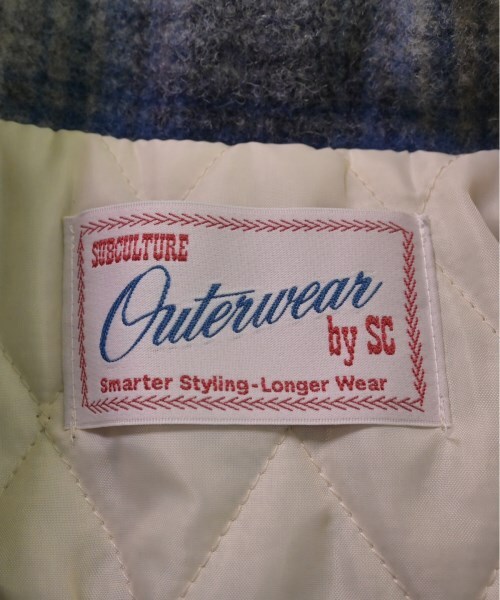 SUBCULTURE
Outerwear
by SC
Smarter Styling-Longer Wear